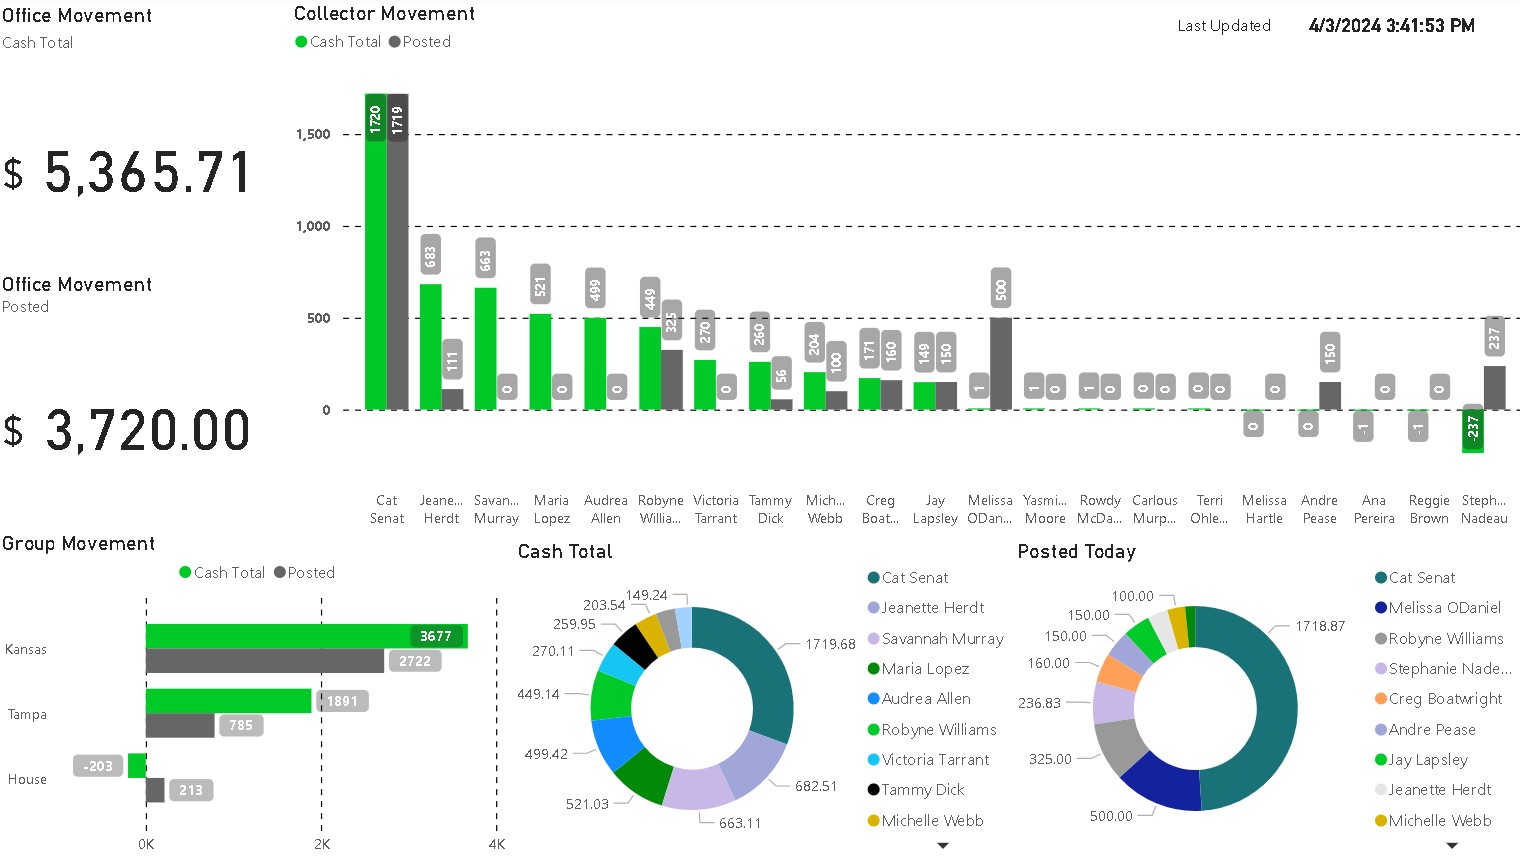 Office Movement
Cash Total
$ 5,365.71
Office Movement
Posted
$ 3,720.00
Collector Movement
Cash Total Posted
Last Updated 4/3/2024 3:41:53 PM
1,500
1,000
500
0
1720 1719
683 111
663 0
521 0
499 0
449 325
270 0
260 56
204 100
171 160
149 150
1 500
1 0
1 0
0 0
0 0
0 0
0 150
-1 0
-1 0
-237 237
Cat Senat
Jeane... Herdt
Savan... Murray
Maria Lopez
Audrea Allen
Robyne Willia...
Victoria Tarrant
Tammy Dick
Mich... Webb
Creg Boat...
Jay Lapsley
Melissa ODan...
Yasmi... Moore
Rowdy McDa...
Carlous Murp...
Terri Ohle...
Melissa Hartle
Andre Pease
Ana Pereira
Reggie Brown
Steph... Nadeau
Group Movement
Cash Total Posted
Kansas 3677
2722
Tampa 1891
785
House -203
213
0K 2K 4K
Cash Total
1719.68
682.51
663.11
521.03
499.42
449.14
270.11
259.95
203.54
149.24
Cat Senat
Jeanette Herdt
Savannah Murray
Maria Lopez
Audrea Allen
Robyne Williams
Victoria Tarrant
Tammy Dick
Michelle Webb
Posted Today
1718.87
500.00
325.00
236.83
160.00
150.00
150.00
100.00
Cat Senat
Melissa ODaniel
Robyne Williams
Stephanie Nade...
Creg Boatwright
Andre Pease
Jay Lapsley
Jeanette Herdt
Michelle Webb